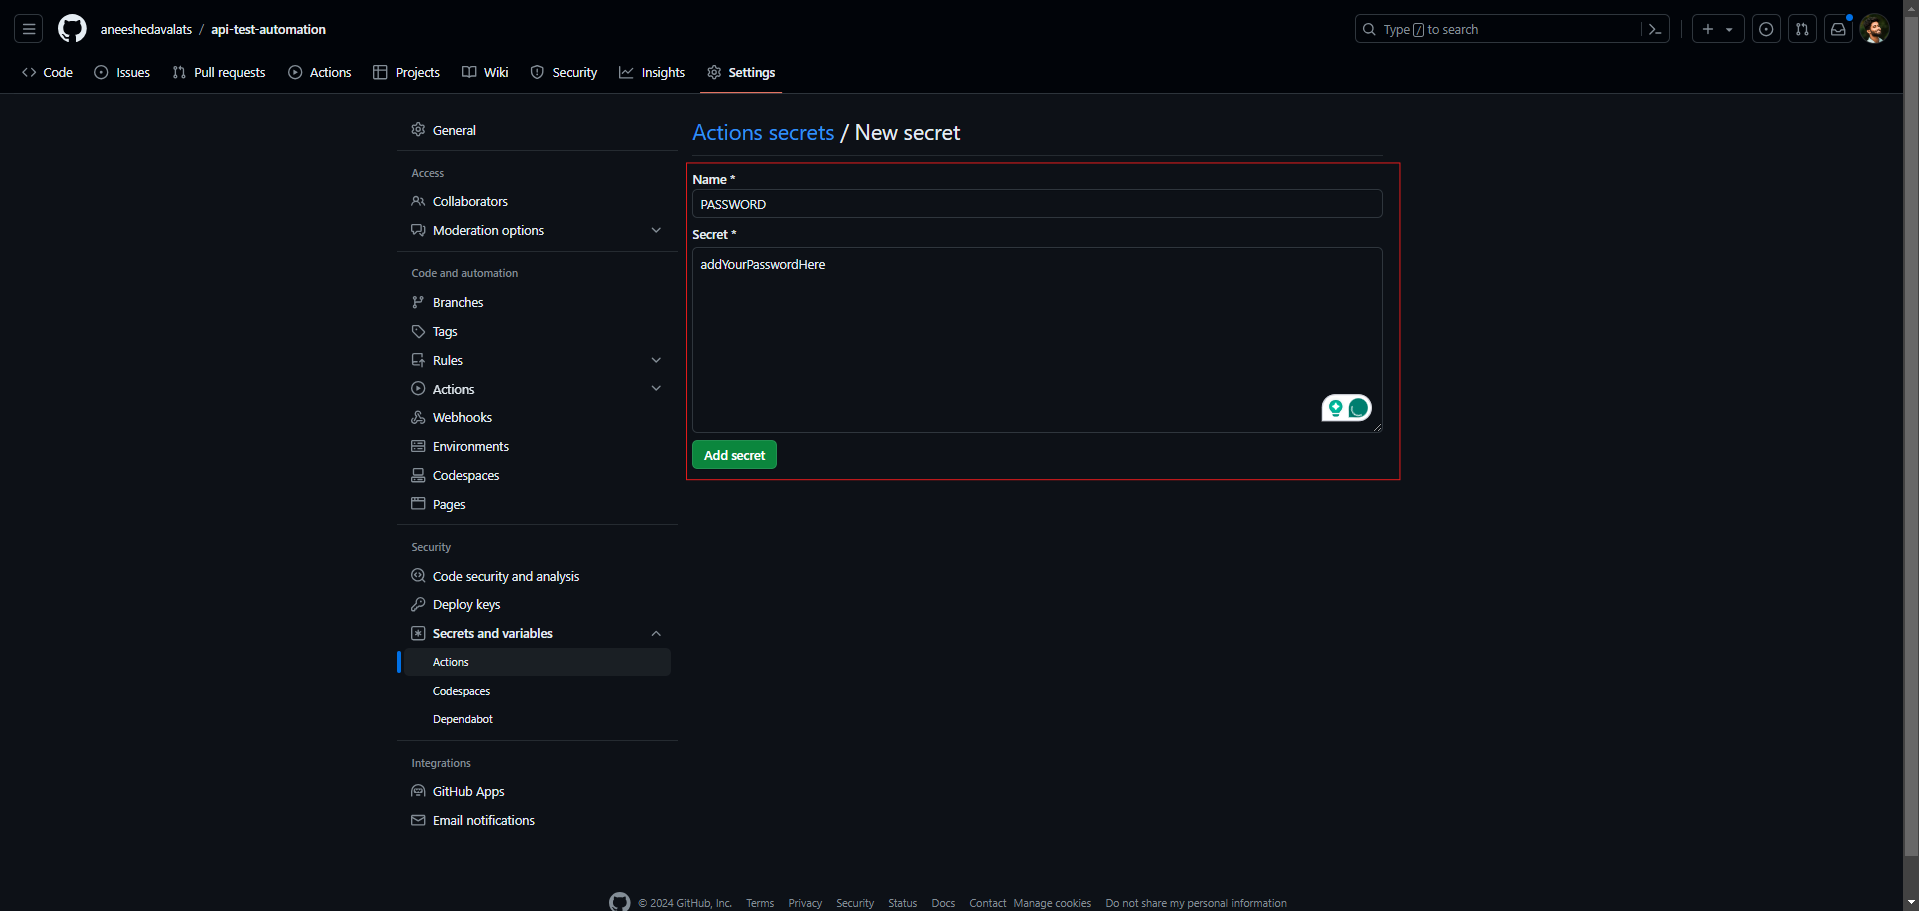 aneeshedavalats / api-test-automation
Type / to search
Code
Issues
Pull requests
Actions
Projects
Wiki
Security
Insights
Settings
General
Access
Collaborators
Moderation options
Code and automation
Branches
Tags
Rules
Actions
Webhooks
Environments
Codespaces
Pages
Security
Code security and analysis
Deploy keys
Secrets and variables
Actions
Codespaces
Dependabot
Integrations
GitHub Apps
Email notifications
Actions secrets / New secret
Name *
PASSWORD
Secret *
addYourPasswordHere
Add secret
© 2024 GitHub, Inc. Terms Privacy Security Status Docs Contact Manage cookies Do not share my personal information